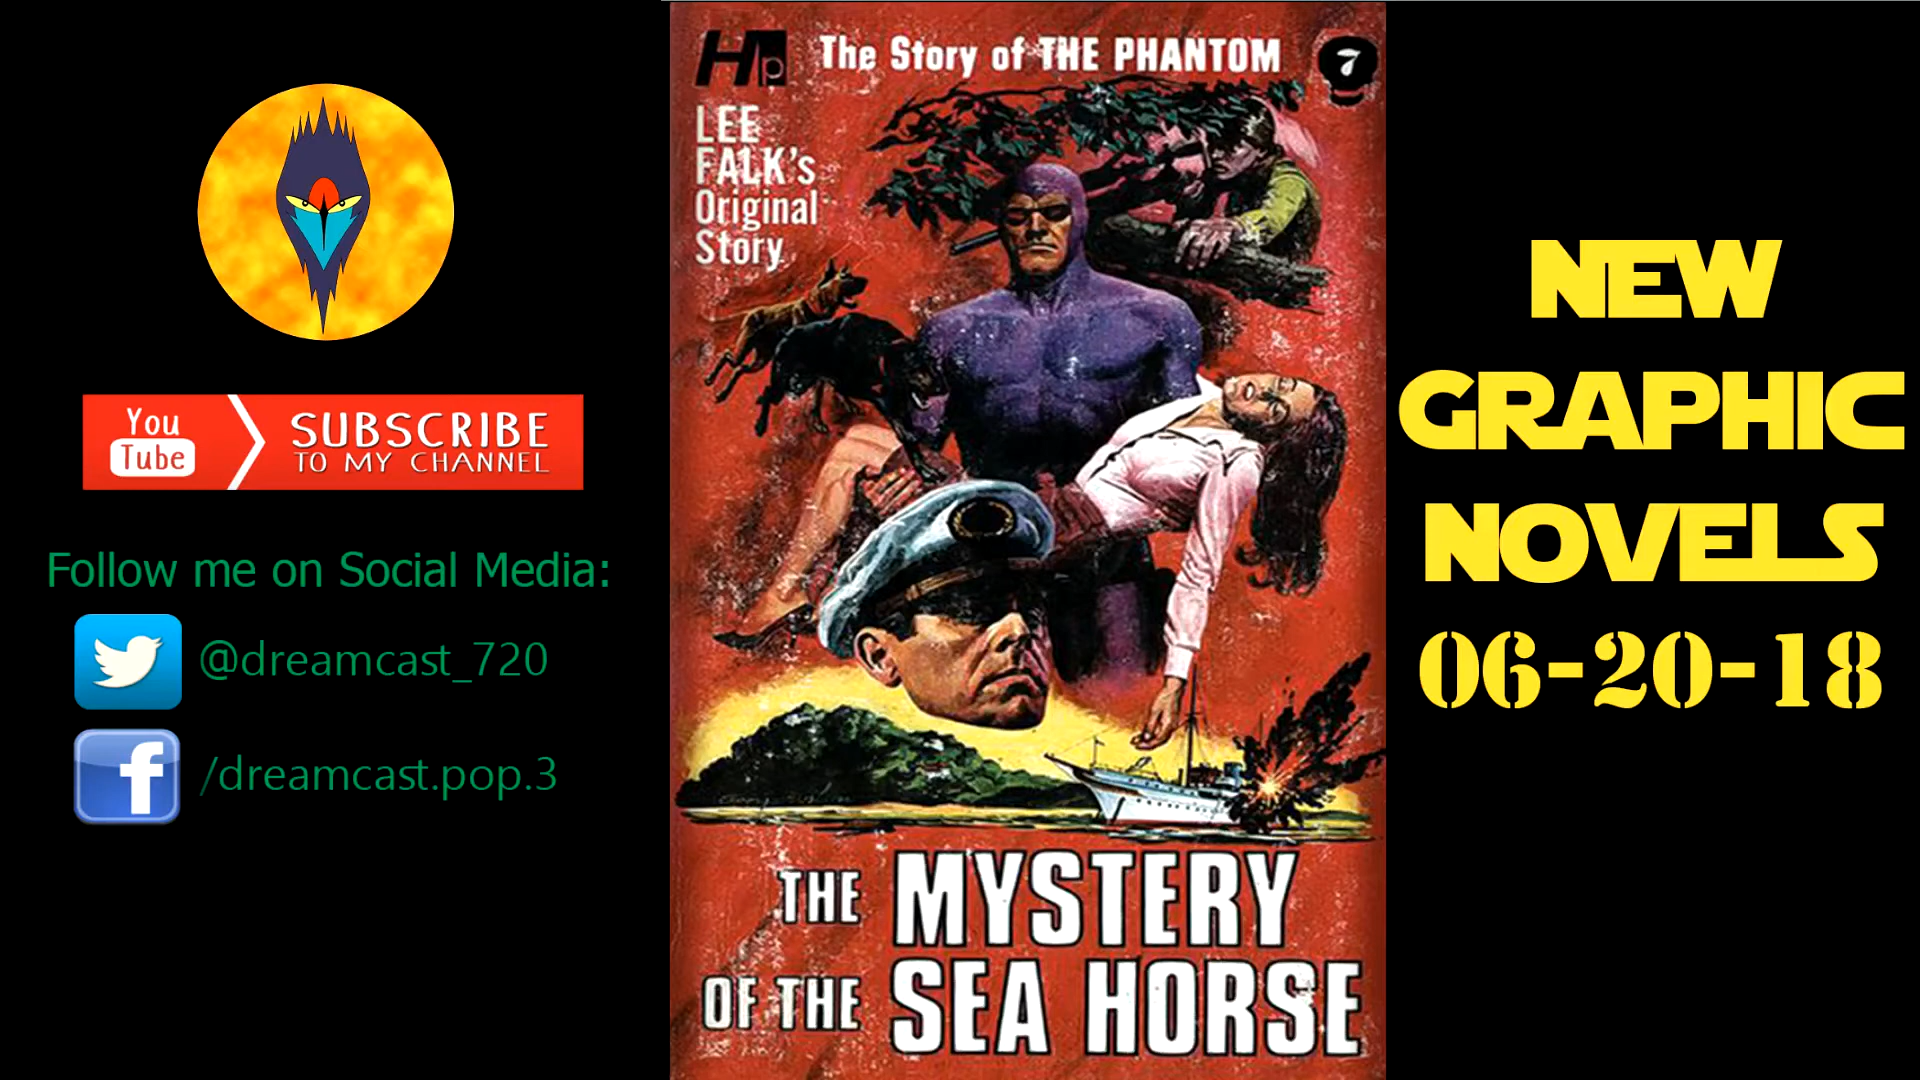 You
Tube
SUBSCRIBE
TO MY CHANNEL
Follow me on Social Media:
@dreamcast_720
/dreamcast.pop.3
Hp
The Story of THE PHANTOM
7
LEE
FALK's
Original
Story
THE MYSTERY
OF THE SEA HORSE
NEW
GRAPHIC
NOVELS
06-20-18